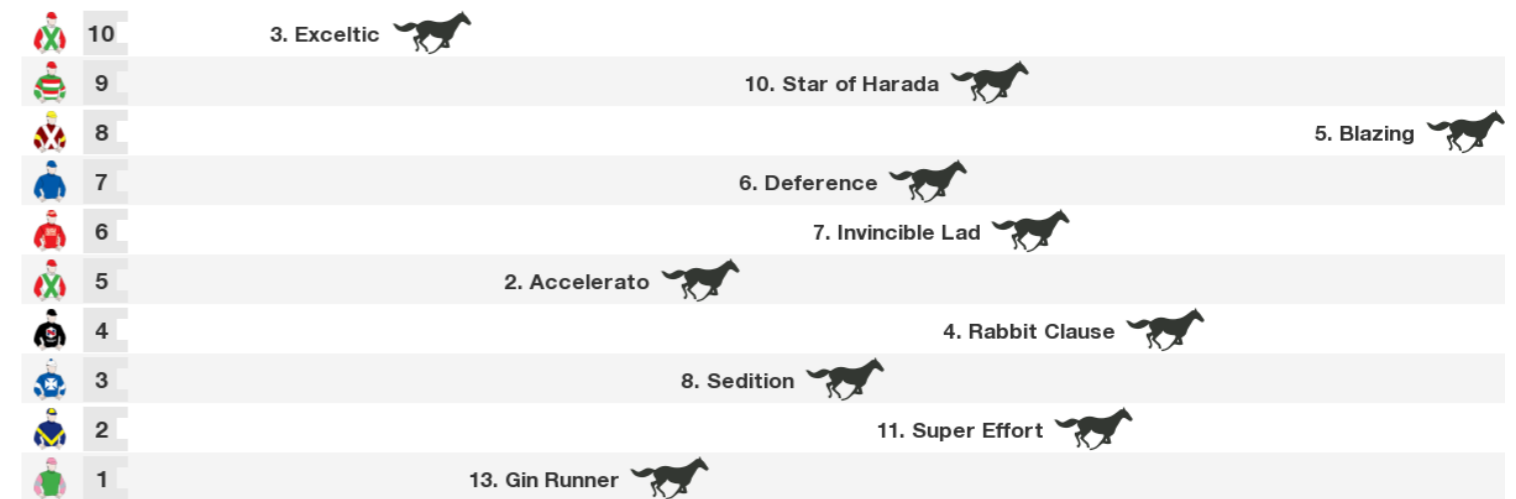 10 3. Exceltic
9 10. Star of Harada
8 5. Blazing
7 6. Deference
6 7. Invincible Lad
5 2. Accelerato
4 4. Rabbit Clause
3 8. Sedition
2 11. Super Effort
1 13. Gin Runner